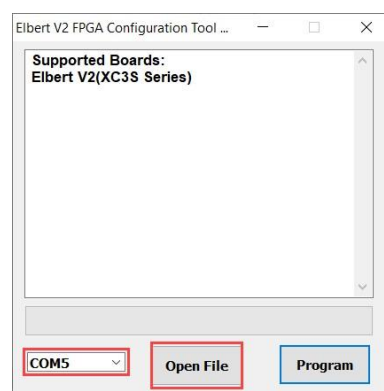 Elbert V2 FPGA Configuration Tool ...
Supported Boards:
Elbert V2(XC3S Series)
COM5
Open File
Program